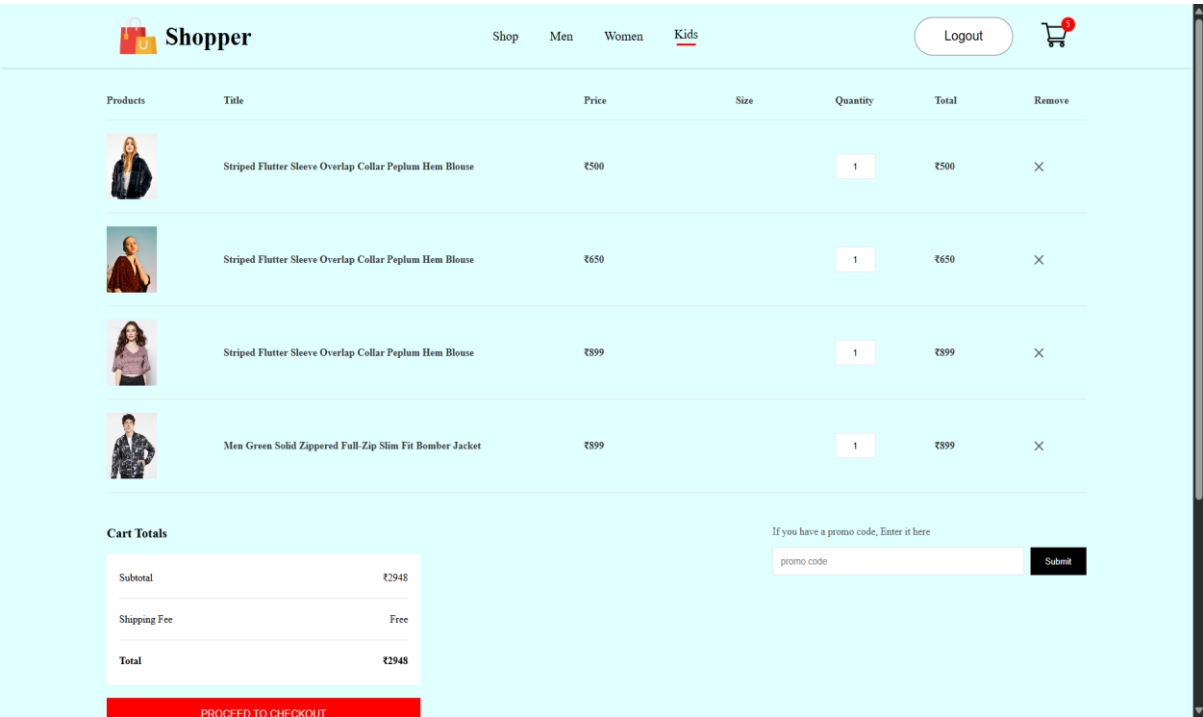 U
Shopper
Shop Men Women Kids
Logout
5
Products Title Price Size Quantity Total Remove
Striped Flutter Sleeve Overlap Collar Peplum Hem Blouse ₹500 1 ₹500
Striped Flutter Sleeve Overlap Collar Peplum Hem Blouse ₹650 1 ₹650
Striped Flutter Sleeve Overlap Collar Peplum Hem Blouse ₹899 1 ₹899
Men Green Solid Zippered Full-Zip Slim Fit Bomber Jacket ₹899 1 ₹899
Cart Totals
Subtotal ₹2948
Shipping Fee Free
Total ₹2948
PROCEED TO CHECKOUT
If you have a promo code, Enter it here
promo code Submit